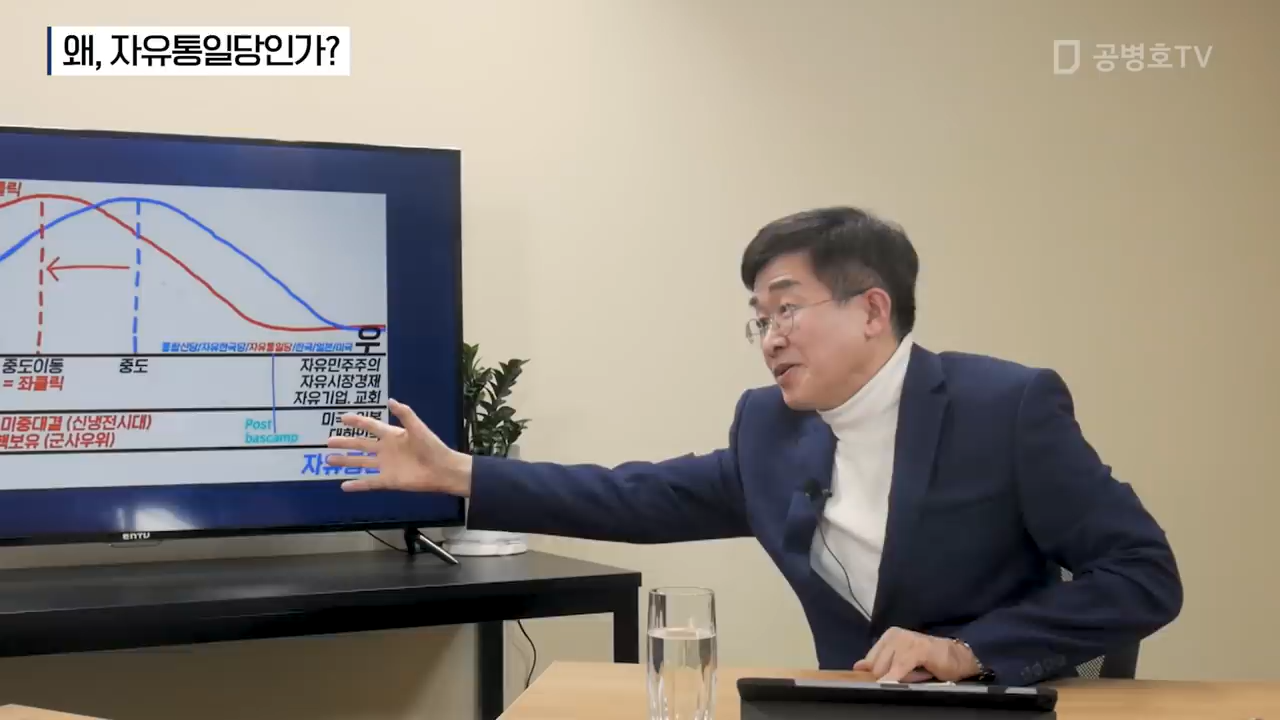 왜, 자유통일당인가?
공병호TV
클릭
통합신당/자유한국당/자유통일당/한국/일본/미국
우
중도이동
= 좌클릭
중도
자유민주주의
자유시장경제
자유기업. 교회
미중대결 (신냉전시대)
핵보유 (군사우위)
Post
bascamp